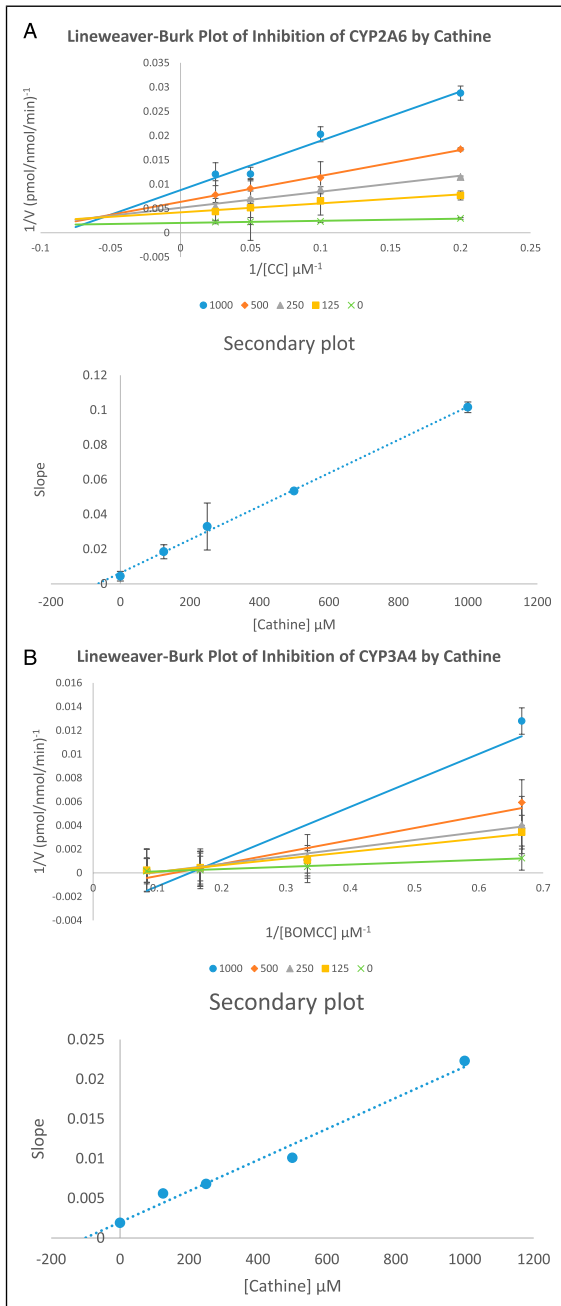 A
Lineweaver-Burk Plot of Inhibition of CYP2A6 by Cathine
0.035
0.03
0.025
0.02
0.015
0.01
0.005
0
-0.005
1/V (pmol/nmol/min)-1
-0.1 -0.05 0 0.05 0.1 0.15 0.2 0.25
1/[CC] µM-1
1000 500 250 125 0
Secondary plot
0.12
0.1
0.08
0.06
0.04
0.02
0
Slope
-200 0 200 400 600 800 1000 1200
[Cathine] µM
B
Lineweaver-Burk Plot of Inhibition of CYP3A4 by Cathine
0.016
0.014
0.012
0.01
0.008
0.006
0.004
0.002
0
-0.002
-0.004
1/V (pmol/nmol/min)-1
0 0.1 0.2 0.3 0.4 0.5 0.6 0.7
1/[BOMCC] µM-1
1000 500 250 125 0
Secondary plot
0.025
0.02
0.015
0.01
0.005
0
Slope
-200 0 200 400 600 800 1000 1200
[Cathine] µM